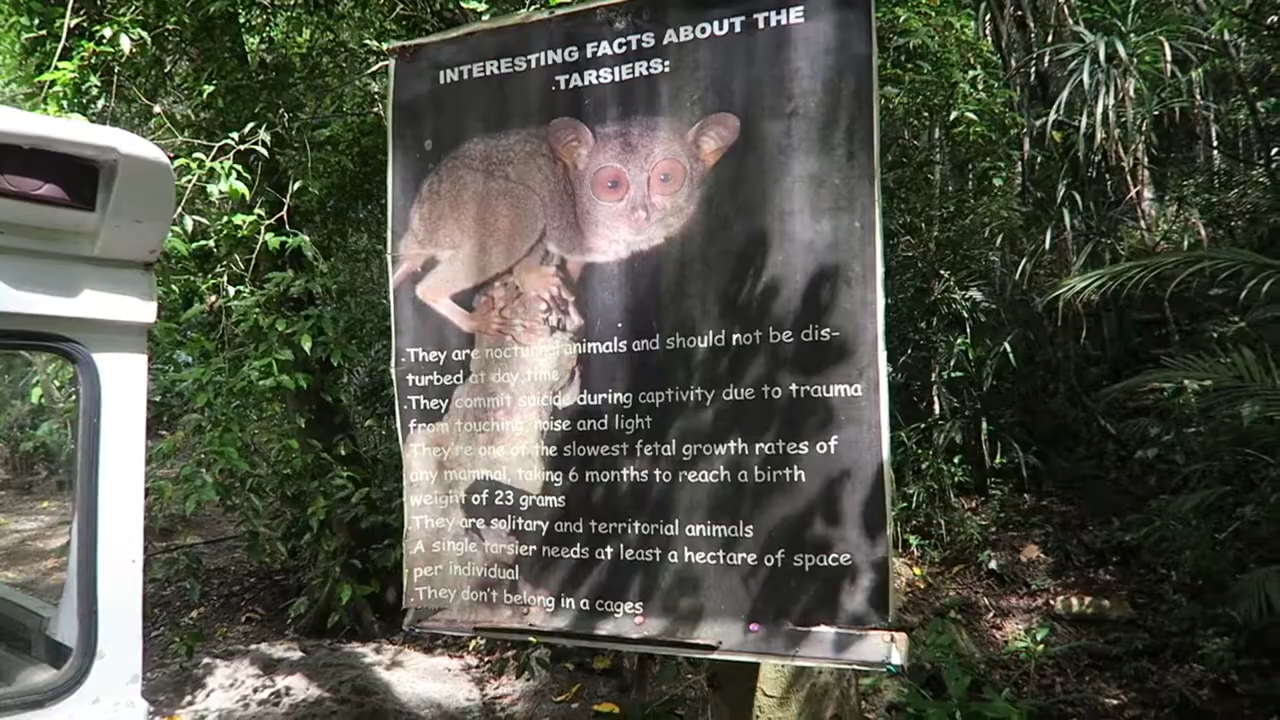 INTERESTING FACTS ABOUT THE
.TARSIERS:
.They are nocturnal animals and should not be dis-
turbed at day time
.They commit suicide during captivity due to trauma
from touching, noise and light
.They're one of the slowest fetal growth rates of
any mammal, taking 6 months to reach a birth
weight of 23 grams
.They are solitary and territorial animals
.A single tarsier needs at least a hectare of space
per individual
.They don't belong in a cages